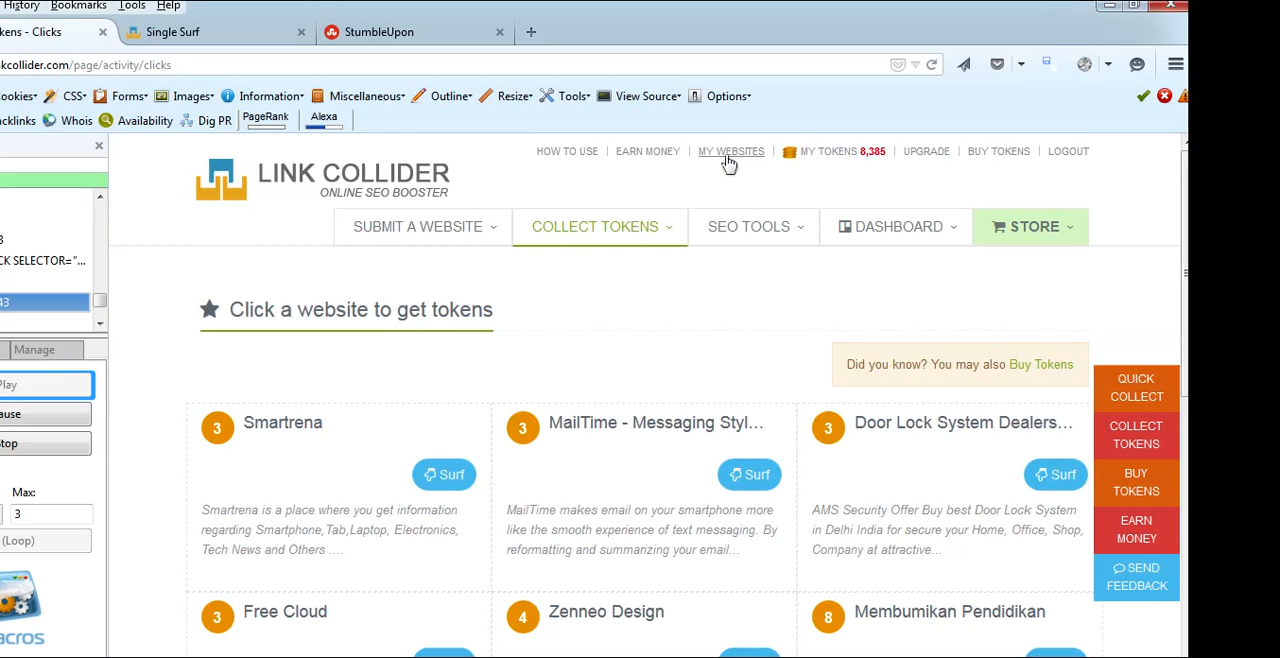 History Bookmarks Tools Help
kens - Clicks Single Surf StumbleUpon
kcollider.com/page/activity/clicks
ookies CSS Forms Images Information Miscellaneous Outline Resize Tools View Source Options
acklinks Whois Availability Dig PR PageRank Alexa
HOW TO USE EARN MONEY MY WEBSITES MY TOKENS 8,385 UPGRADE BUY TOKENS LOGOUT
LINK COLLIDER
ONLINE SEO BOOSTER
SUBMIT A WEBSITE COLLECT TOKENS SEO TOOLS DASHBOARD STORE
3
CK SELECTOR="...
43
Manage
Play
ause
top
Max:
3
(Loop)
acros
Click a website to get tokens
Did you know? You may also Buy Tokens
3 Smartrena
Surf
Smartrena is a place where you get information
regarding Smartphone,Tab,Laptop, Electronics,
Tech News and Others ....
3 MailTime - Messaging Styl...
Surf
MailTime makes email on your smartphone more
like the smooth experience of text messaging. By
reformatting and summarizing your email...
3 Door Lock System Dealers...
Surf
AMS Security Offer Buy best Door Lock System
in Delhi India for secure your Home, Office, Shop,
Company at attractive...
3 Free Cloud
4 Zenneo Design
8 Membumikan Pendidikan
QUICK
COLLECT
COLLECT
TOKENS
BUY
TOKENS
EARN
MONEY
SEND
FEEDBACK